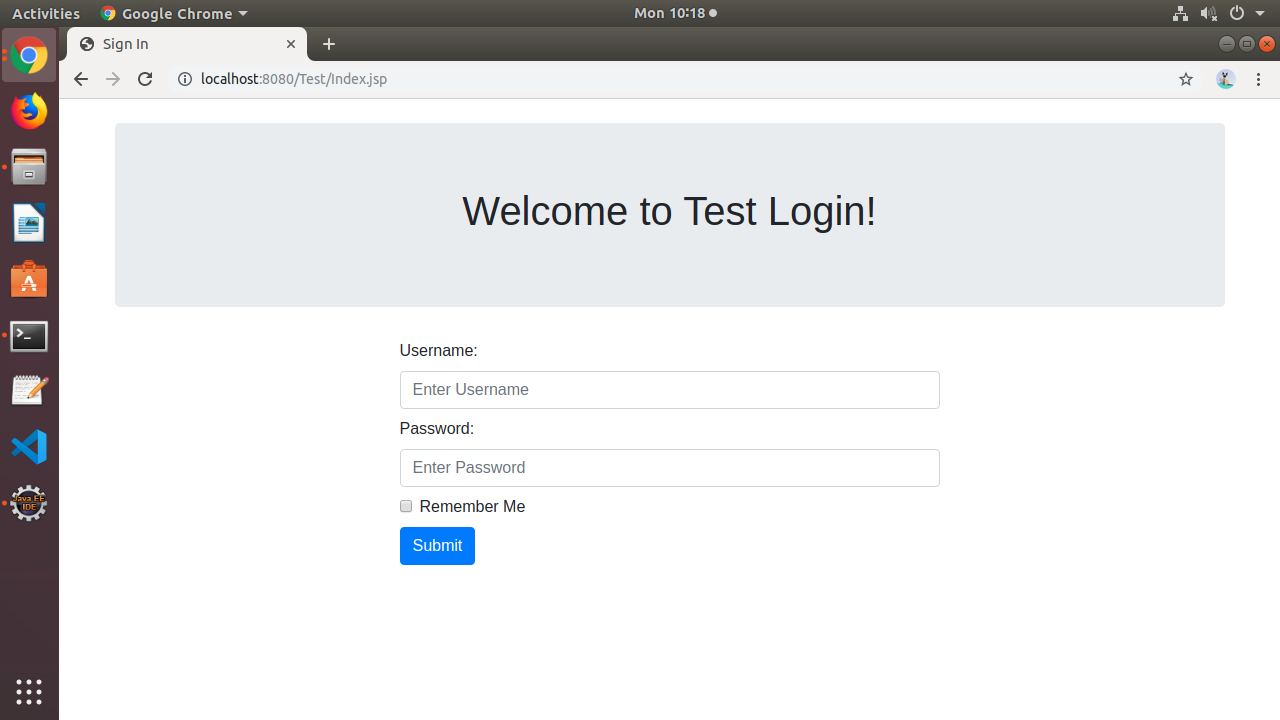 Activities
Google Chrome
Mon 10:18
Sign In
localhost:8080/Test/Index.jsp
Welcome to Test Login!
Username:
Enter Username
Password:
Enter Password
Remember Me
Submit
Java EE
IDE